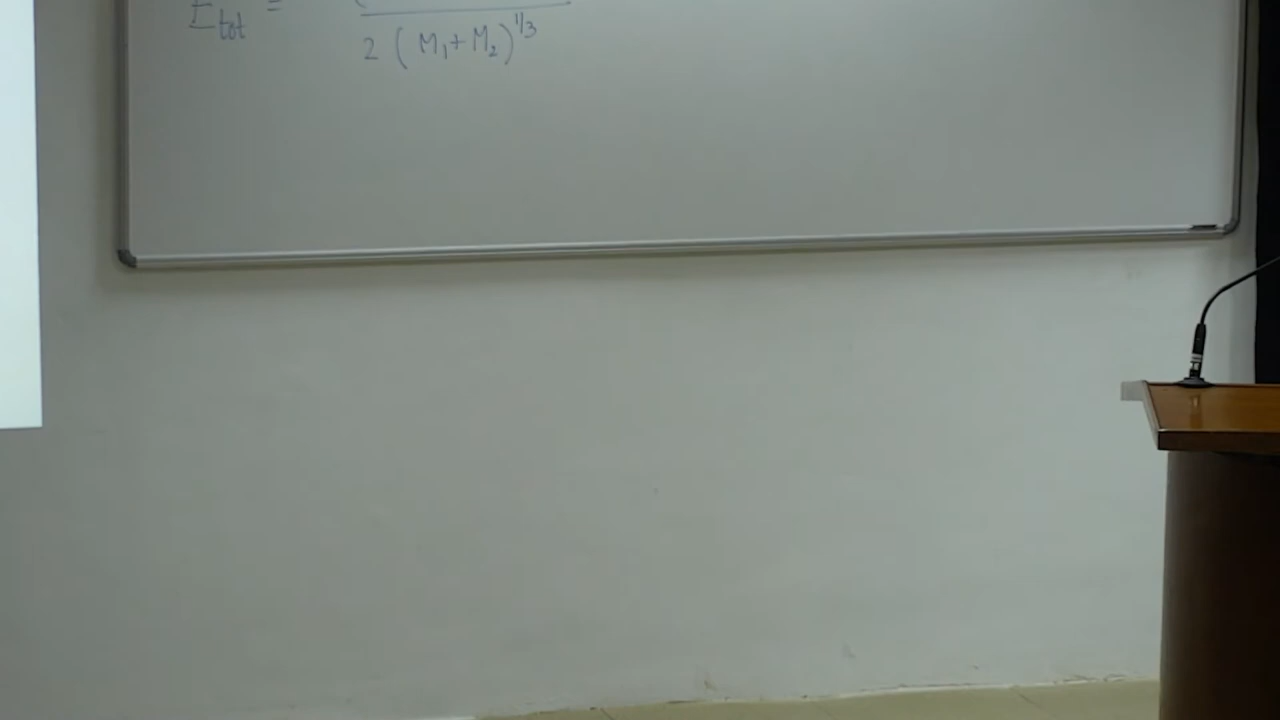 E_tot =
2 (M₁+M₂)^1/3